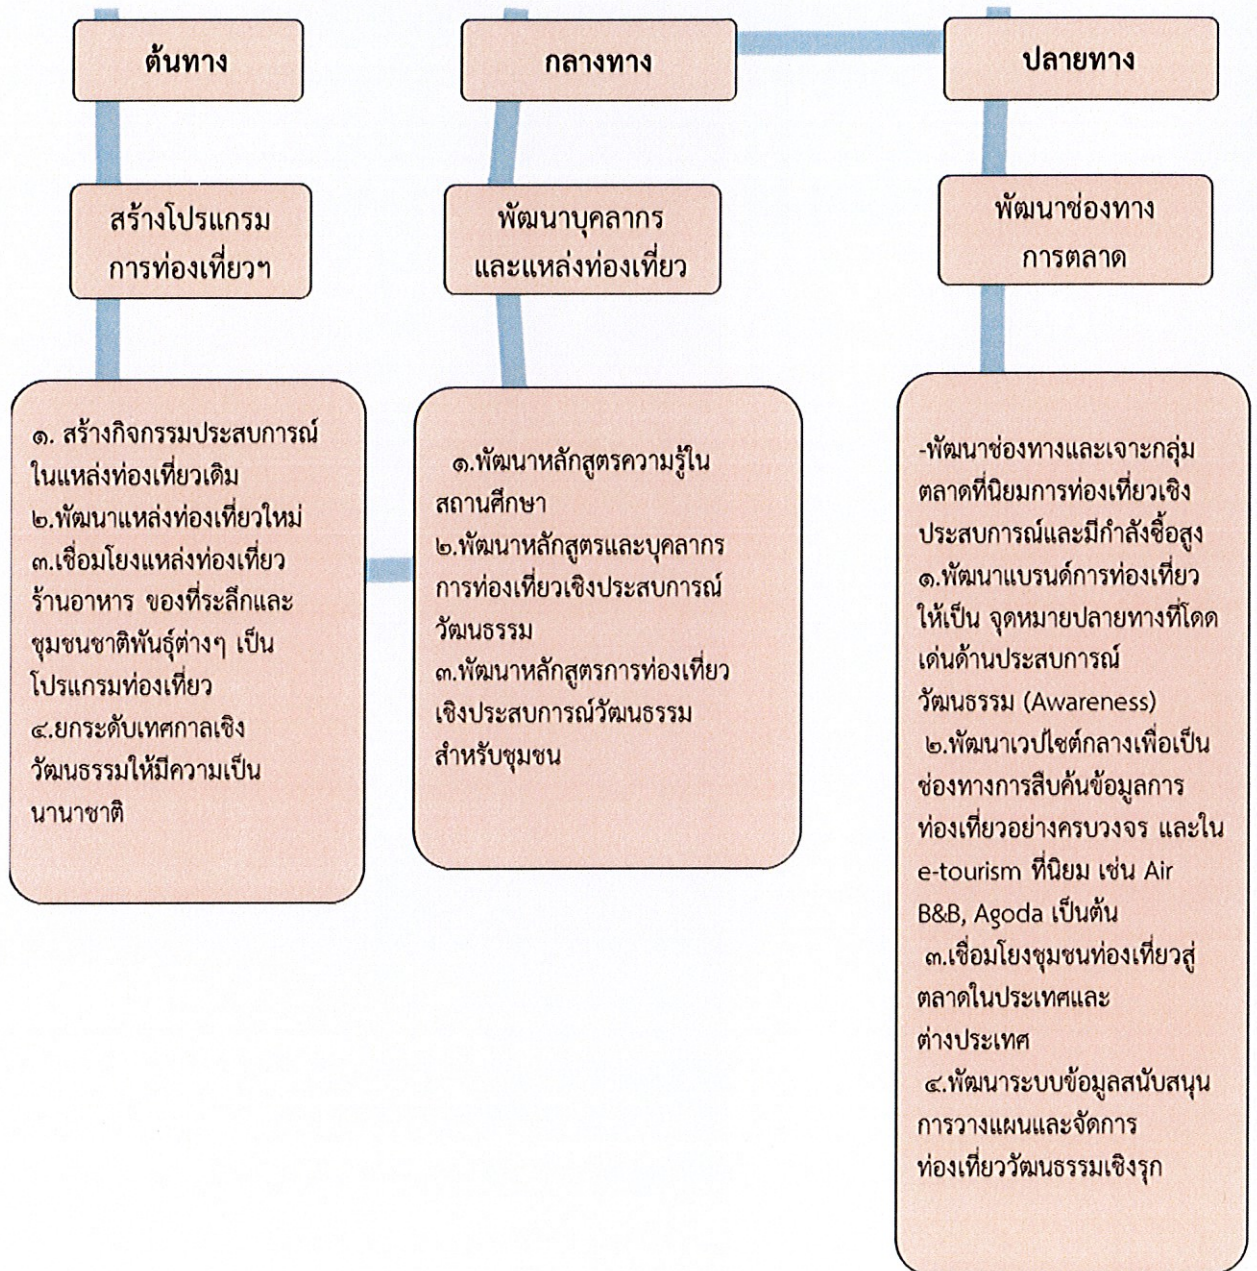 ต้นทาง
สร้างโปรแกรม
การท่องเที่ยวฯ
๑. สร้างกิจกรรมประสบการณ์
ในแหล่งท่องเที่ยวเดิม
๒.พัฒนาแหล่งท่องเที่ยวใหม่
๓.เชื่อมโยงแหล่งท่องเที่ยว
ร้านอาหาร ของที่ระลึกและ
ชุมชนชาติพันธุ์ต่างๆ เป็น
โปรแกรมท่องเที่ยว
๔.ยกระดับเทศกาลเชิง
วัฒนธรรมให้มีความเป็น
นานาชาติ
กลางทาง
พัฒนาบุคลากร
และแหล่งท่องเที่ยว
๑.พัฒนาหลักสูตรความรู้ใน
สถานศึกษา
๒.พัฒนาหลักสูตรและบุคลากร
การท่องเที่ยวเชิงประสบการณ์
วัฒนธรรม
๓.พัฒนาหลักสูตรการท่องเที่ยว
เชิงประสบการณ์วัฒนธรรม
สำหรับชุมชน
ปลายทาง
พัฒนาช่องทาง
การตลาด
-พัฒนาช่องทางและเจาะกลุ่ม
ตลาดที่นิยมการท่องเที่ยวเชิง
ประสบการณ์และมีกำลังซื้อสูง
๑.พัฒนาแบรนด์การท่องเที่ยว
ให้เป็น จุดหมายปลายทางที่โดด
เด่นด้านประสบการณ์
วัฒนธรรม (Awareness)
๒.พัฒนาเวปไซต์กลางเพื่อเป็น
ช่องทางการสืบค้นข้อมูลการ
ท่องเที่ยวอย่างครบวงจร และใน
e-tourism ที่นิยม เช่น Air
B&B, Agoda เป็นต้น
๓.เชื่อมโยงชุมชนท่องเที่ยวสู่
ตลาดในประเทศและ
ต่างประเทศ
๔.พัฒนาระบบข้อมูลสนับสนุน
การวางแผนและจัดการ
ท่องเที่ยววัฒนธรรมเชิงรุก